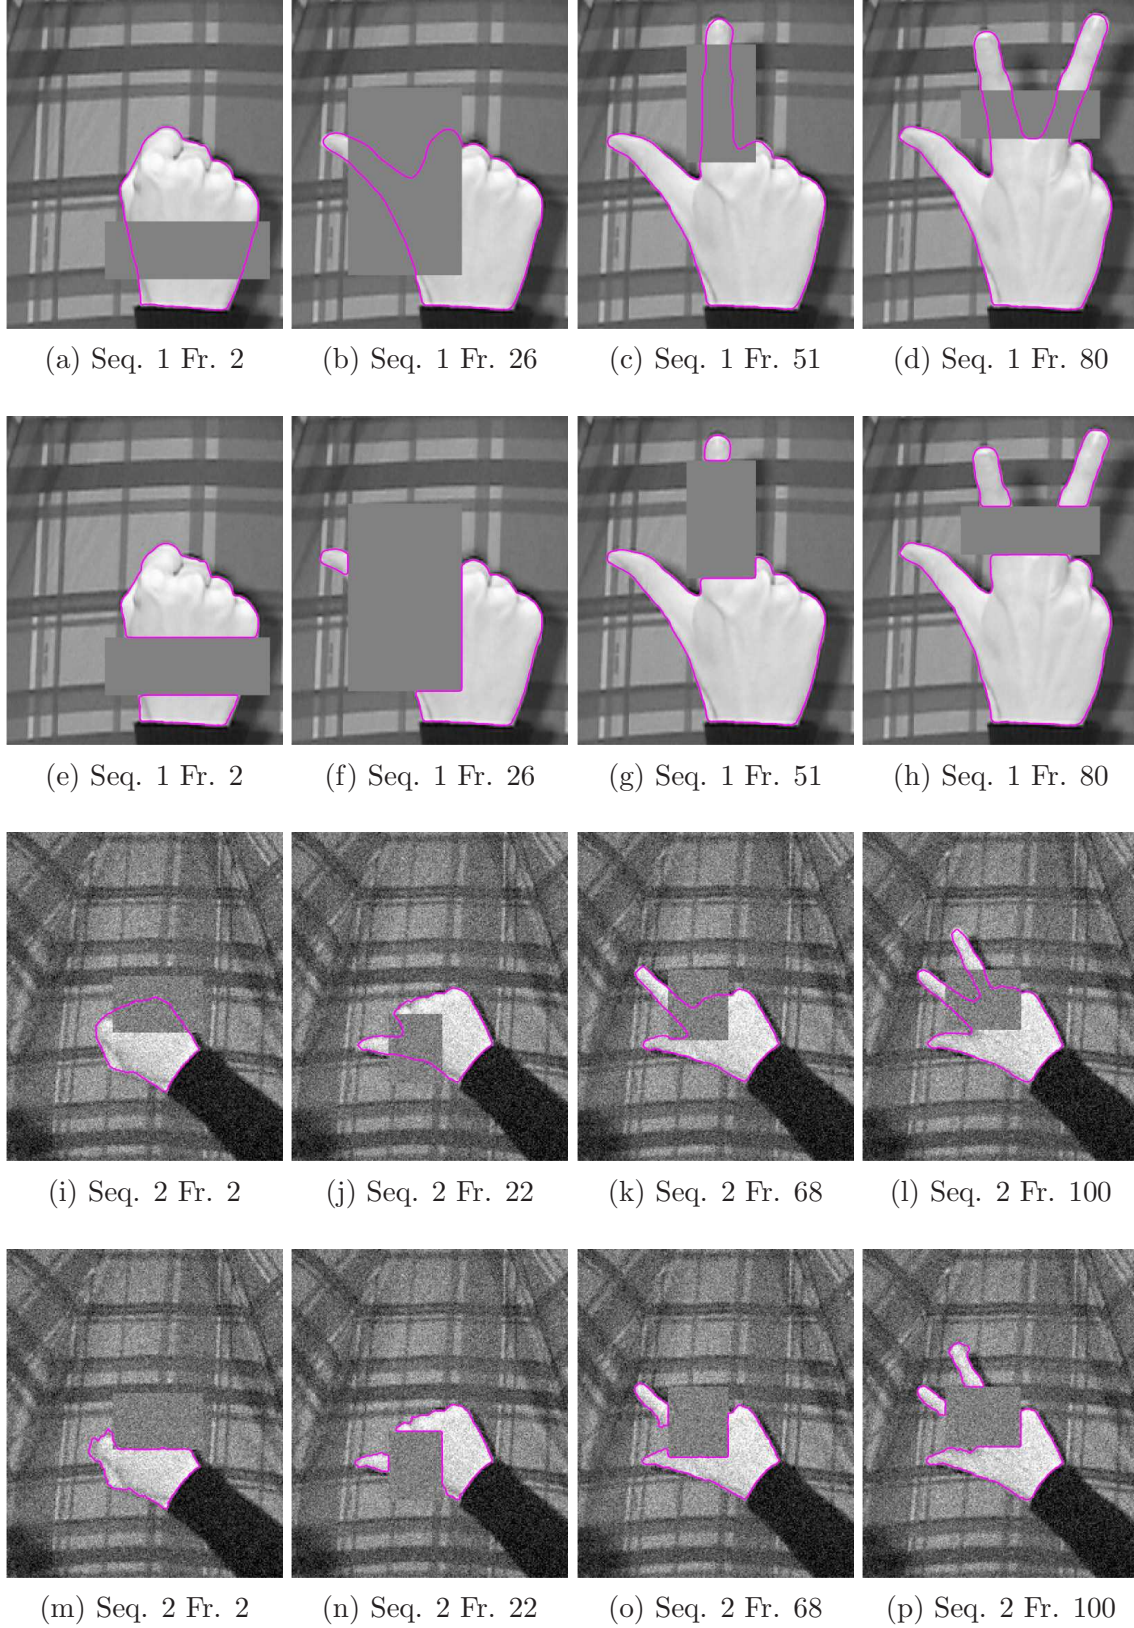 (a) Seq. 1 Fr. 2 (b) Seq. 1 Fr. 26 (c) Seq. 1 Fr. 51 (d) Seq. 1 Fr. 80
(e) Seq. 1 Fr. 2 (f) Seq. 1 Fr. 26 (g) Seq. 1 Fr. 51 (h) Seq. 1 Fr. 80
(i) Seq. 2 Fr. 2 (j) Seq. 2 Fr. 22 (k) Seq. 2 Fr. 68 (l) Seq. 2 Fr. 100
(m) Seq. 2 Fr. 2 (n) Seq. 2 Fr. 22 (o) Seq. 2 Fr. 68 (p) Seq. 2 Fr. 100